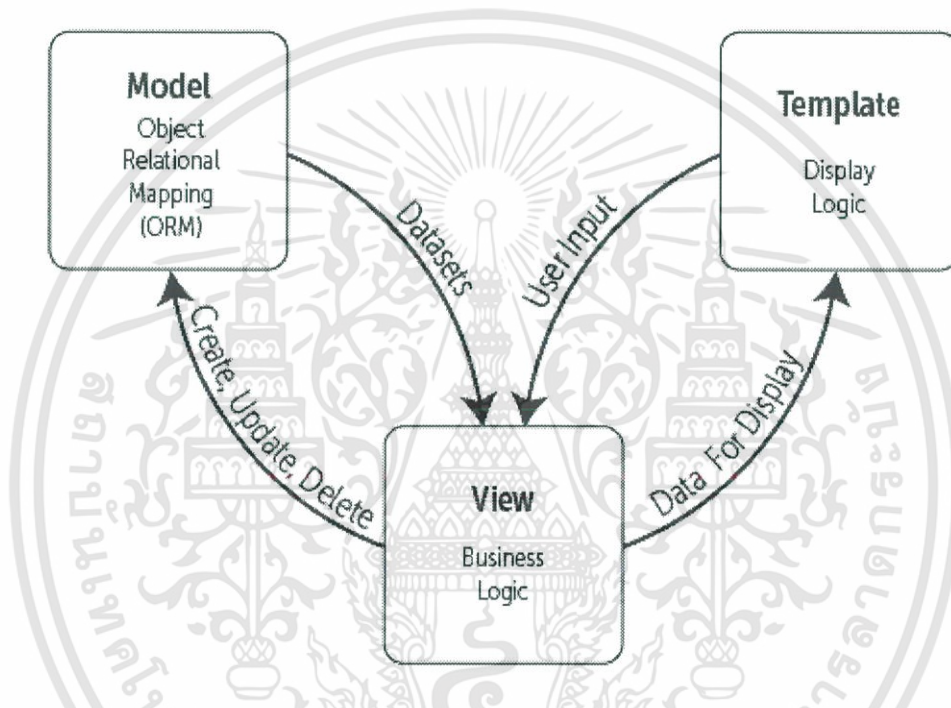 Model
Object
Relational
Mapping
(ORM)
Template
Display
Logic
Datasets
User Input
Create, Update, Delete
Data For Display
View
Business
Logic